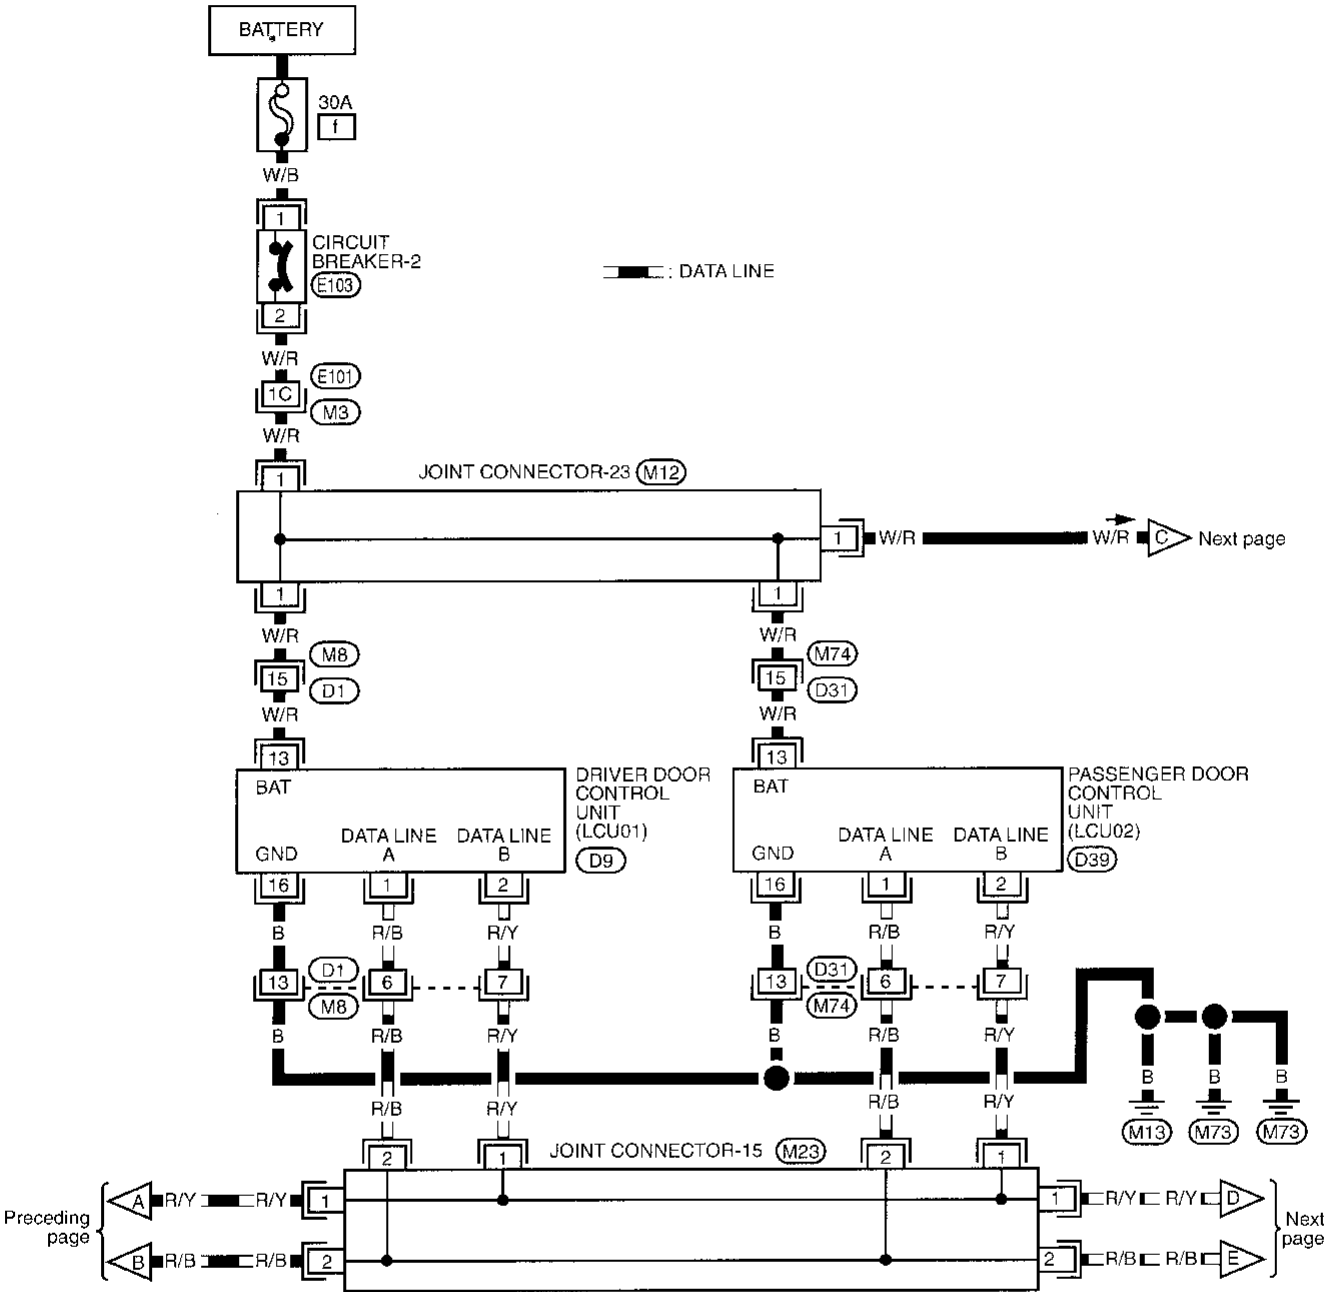 BATTERY
30A
f
W/B
1
CIRCUIT
BREAKER-2
E103
: DATA LINE
2
W/R
E101
1C
M3
W/R
JOINT CONNECTOR-23 M12
1
1 W/R W/R C Next page
1 1
W/R W/R
M8 M74
15 15
D1 D31
W/R W/R
13 13
BAT
DRIVER DOOR
CONTROL
UNIT
(LCU01)
D9
BAT
PASSENGER DOOR
CONTROL
UNIT
(LCU02)
D39
DATA LINE DATA LINE DATA LINE DATA LINE
GND A B GND A B
16 1 2 16 1 2
B R/B R/Y B R/B R/Y
D1 D31
13 6 7 13 6 7
M8 M74
B R/B R/Y B R/B R/Y
B B B
R/B R/Y R/B R/Y
M13 M73 M73
JOINT CONNECTOR-15 M23
2 1 2 1
A R/Y R/Y 1 1 R/Y R/Y D
Preceding
page
Next
page
B R/B R/B 2 2 R/B R/B E